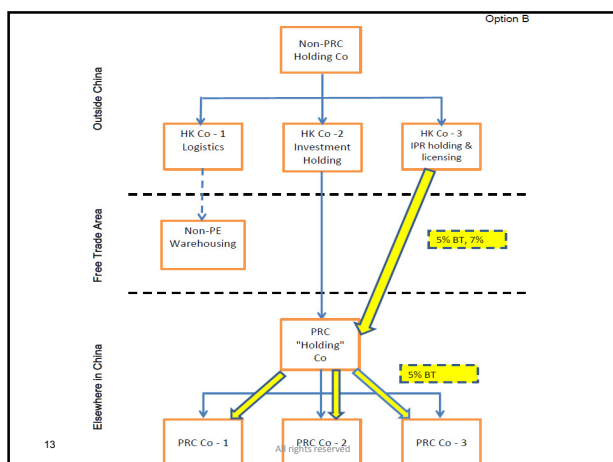 Option B
Non-PRC
Holding Co
Outside China
HK Co - 1
Logistics
HK Co -2
Investment
Holding
HK Co - 3
IPR holding &
licensing
Free Trade Area
Non-PE
Warehousing
5% BT, 7%
Elsewhere in China
PRC
"Holding"
Co
5% BT
PRC Co - 1
PRC Co - 2
PRC Co - 3
13
All rights reserved